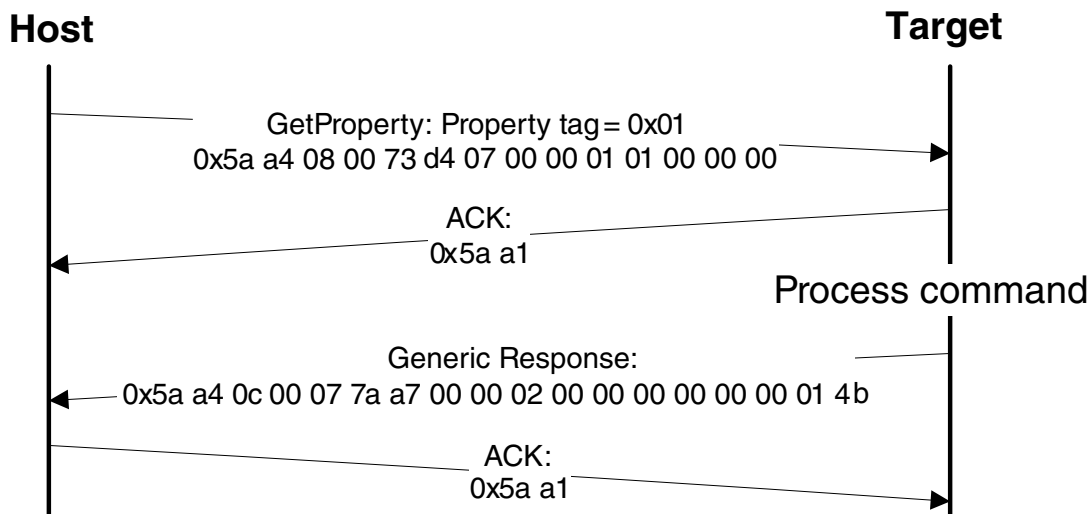 Host
Target
GetProperty: Property tag = 0x01
0x5a a4 08 00 73 d4 07 00 00 01 01 00 00 00
ACK:
0x5a a1
Process command
Generic Response:
0x5a a4 0c 00 07 7a a7 00 00 02 00 00 00 00 00 00 01 4b
ACK:
0x5a a1